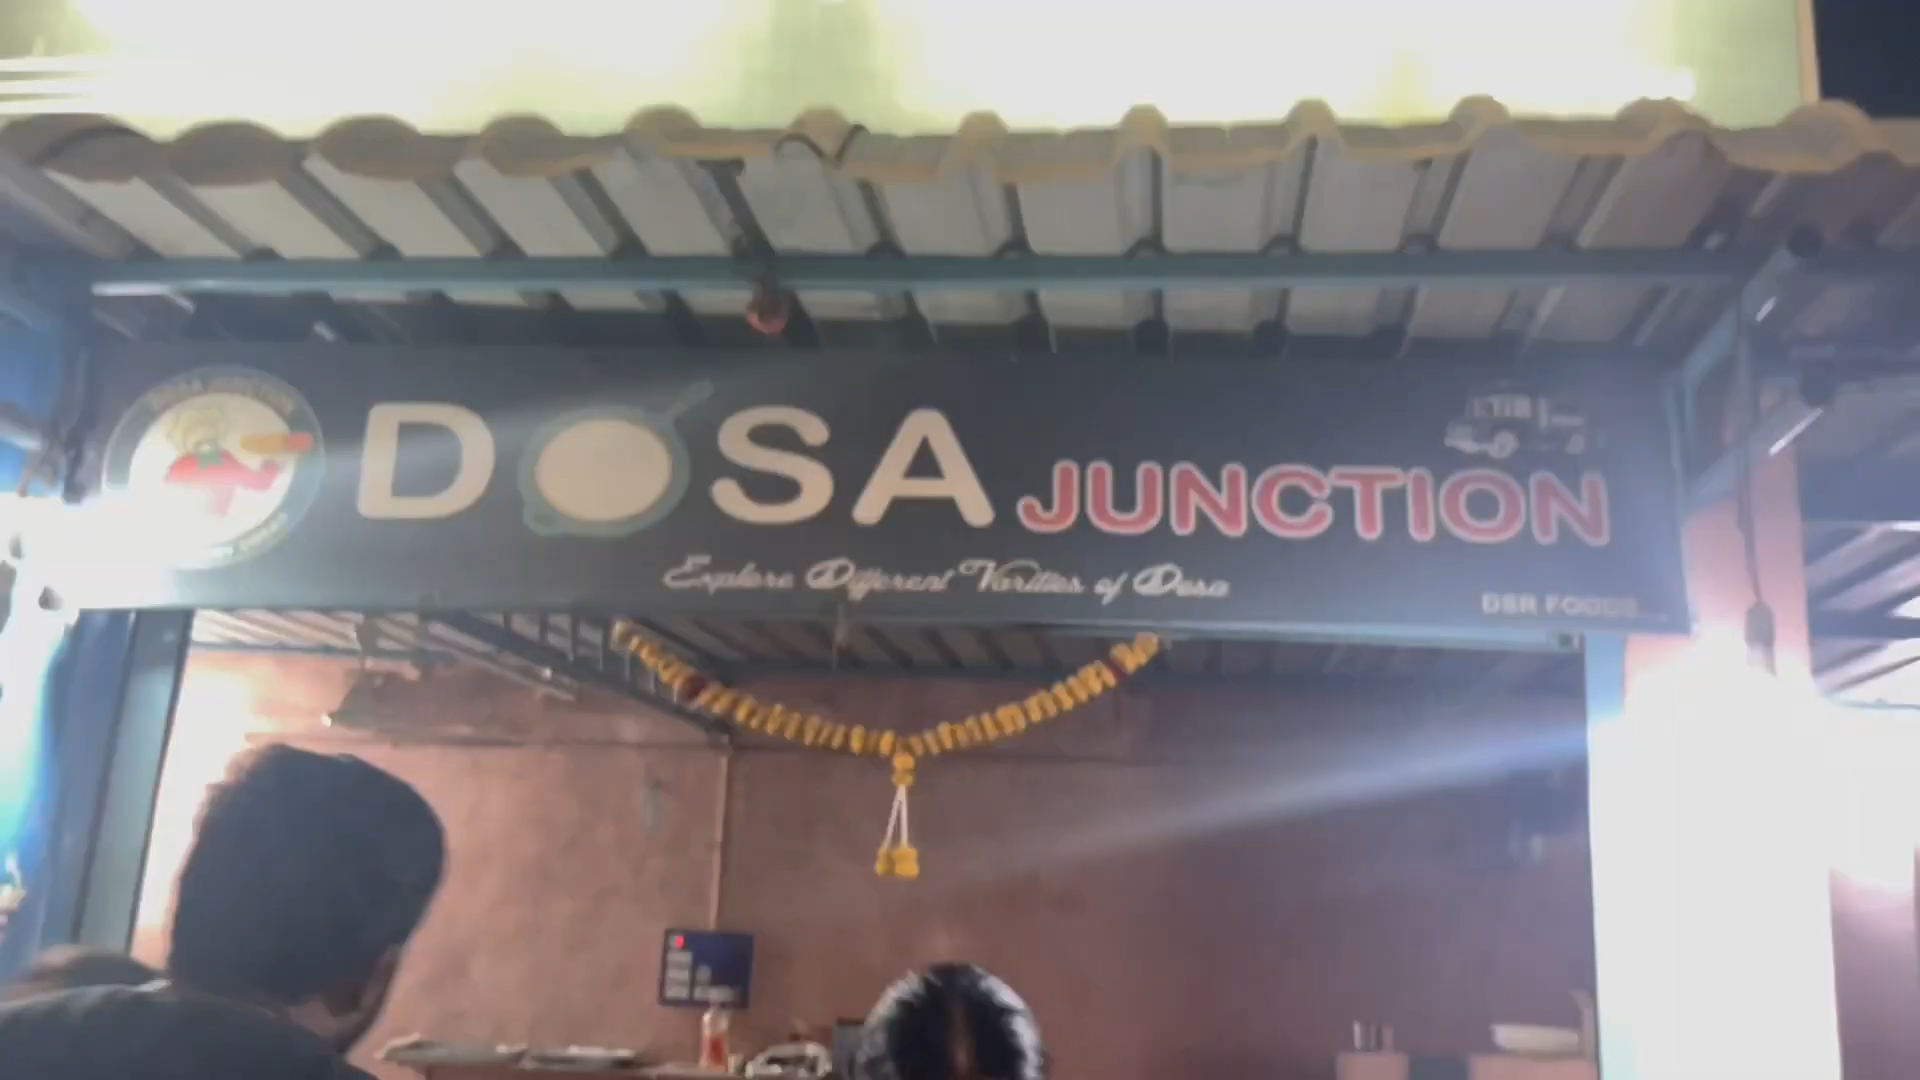 DOSA JUNCTION
Explore Different Varities of Dosa
DSR FOODS